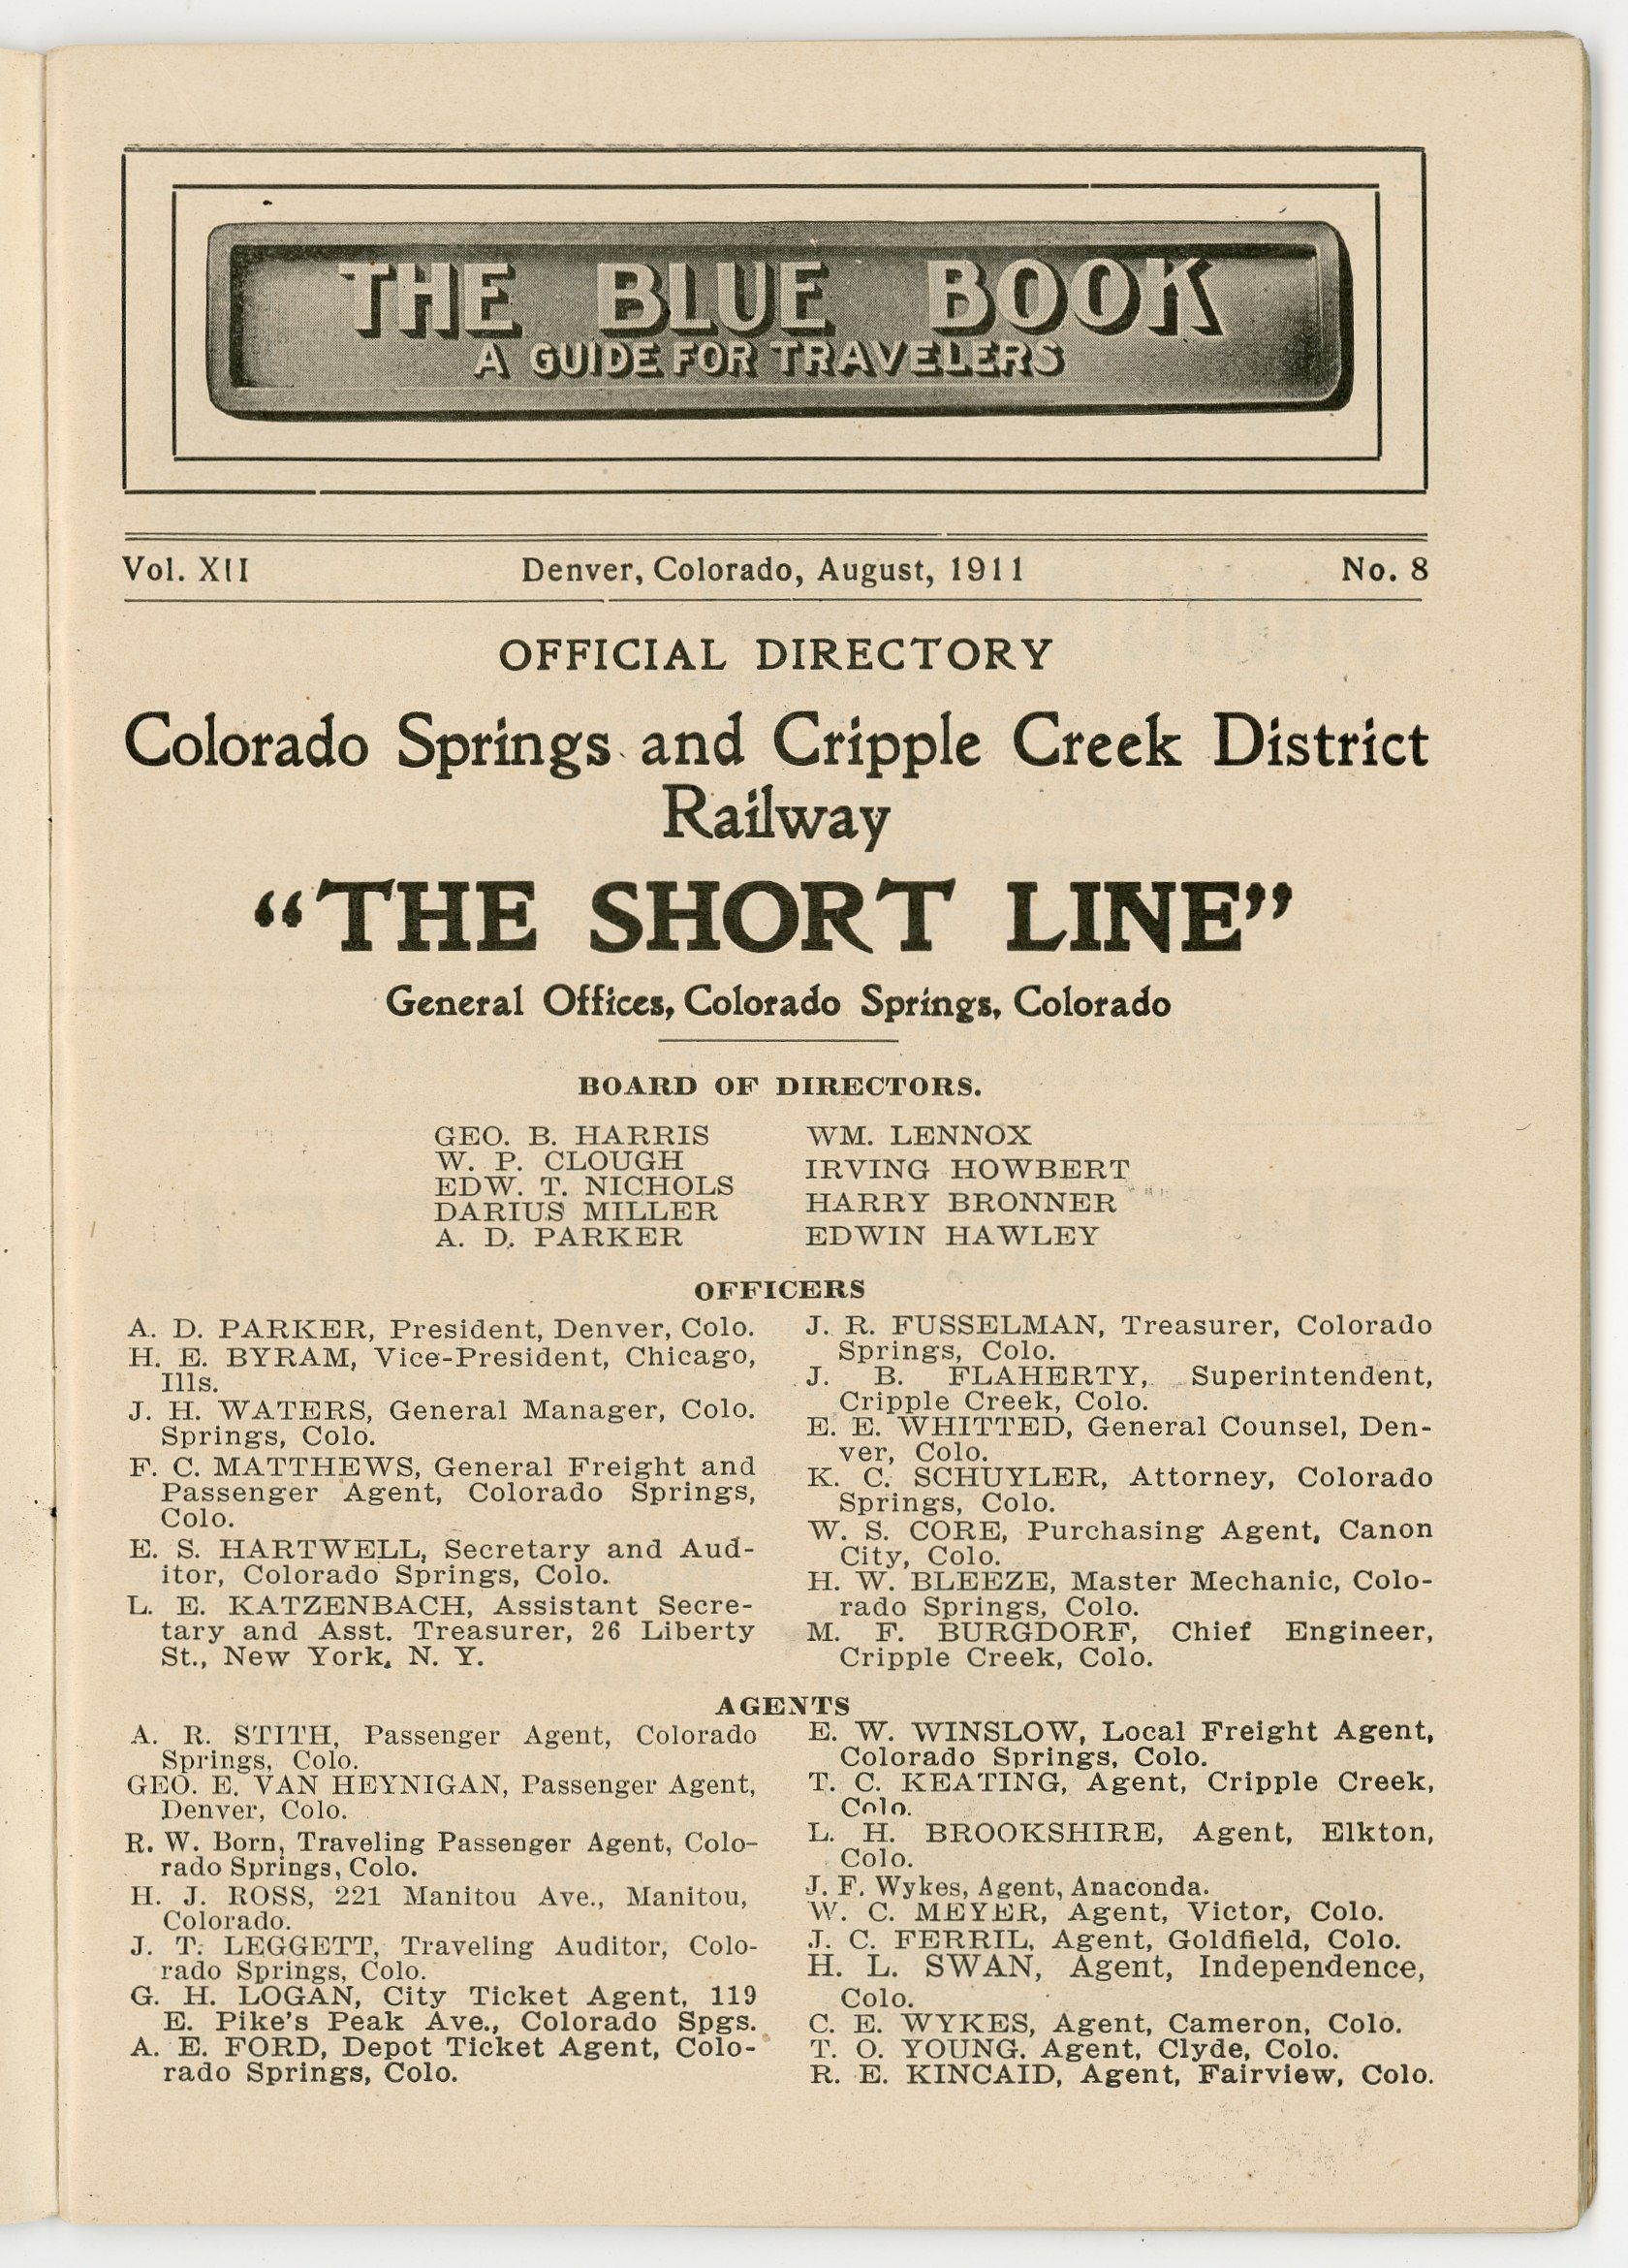 THE BLUE BOOK
A GUIDE FOR TRAVELERS
Vol. XII Denver, Colorado, August, 1911 No. 8
OFFICIAL DIRECTORY
Colorado Springs and Cripple Creek District
Railway
“THE SHORT LINE”
General Offices, Colorado Springs, Colorado
BOARD OF DIRECTORS.
GEO. B. HARRIS
W. P. CLOUGH
EDW. T. NICHOLS
DARIUS MILLER
A. D. PARKER
WM. LENNOX
IRVING HOWBERT
HARRY BRONNER
EDWIN HAWLEY
OFFICERS
A. D. PARKER, President, Denver, Colo.
H. E. BYRAM, Vice-President, Chicago,
Ills.
J. H. WATERS, General Manager, Colo.
Springs, Colo.
F. C. MATTHEWS, General Freight and
Passenger Agent, Colorado Springs,
Colo.
E. S. HARTWELL, Secretary and Aud-
itor, Colorado Springs, Colo.
L. E. KATZENBACH, Assistant Secre-
tary and Asst. Treasurer, 26 Liberty
St., New York, N. Y.
J. R. FUSSELMAN, Treasurer, Colorado
Springs, Colo.
J. B. FLAHERTY, Superintendent,
Cripple Creek, Colo.
E. E. WHITTED, General Counsel, Den-
ver, Colo.
K. C. SCHUYLER, Attorney, Colorado
Springs, Colo.
W. S. CORE, Purchasing Agent, Canon
City, Colo.
H. W. BLEEZE, Master Mechanic, Colo-
rado Springs, Colo.
M. F. BURGDORF, Chief Engineer,
Cripple Creek, Colo.
AGENTS
A. R. STITH, Passenger Agent, Colorado
Springs, Colo.
GEO. E. VAN HEYNIGAN, Passenger Agent,
Denver, Colo.
R. W. Born, Traveling Passenger Agent, Colo-
rado Springs, Colo.
H. J. ROSS, 221 Manitou Ave., Manitou,
Colorado.
J. T. LEGGETT, Traveling Auditor, Colo-
rado Springs, Colo.
G. H. LOGAN, City Ticket Agent, 119
E. Pike's Peak Ave., Colorado Spgs.
A. E. FORD, Depot Ticket Agent, Colo-
rado Springs, Colo.
E. W. WINSLOW, Local Freight Agent,
Colorado Springs, Colo.
T. C. KEATING, Agent, Cripple Creek,
Colo.
L. H. BROOKSHIRE, Agent, Elkton,
Colo.
J. F. Wykes, Agent, Anaconda.
W. C. MEYER, Agent, Victor, Colo.
J. C. FERRIL, Agent, Goldfield, Colo.
H. L. SWAN, Agent, Independence,
Colo.
C. E. WYKES, Agent, Cameron, Colo.
T. O. YOUNG. Agent, Clyde, Colo.
R. E. KINCAID, Agent, Fairview, Colo.